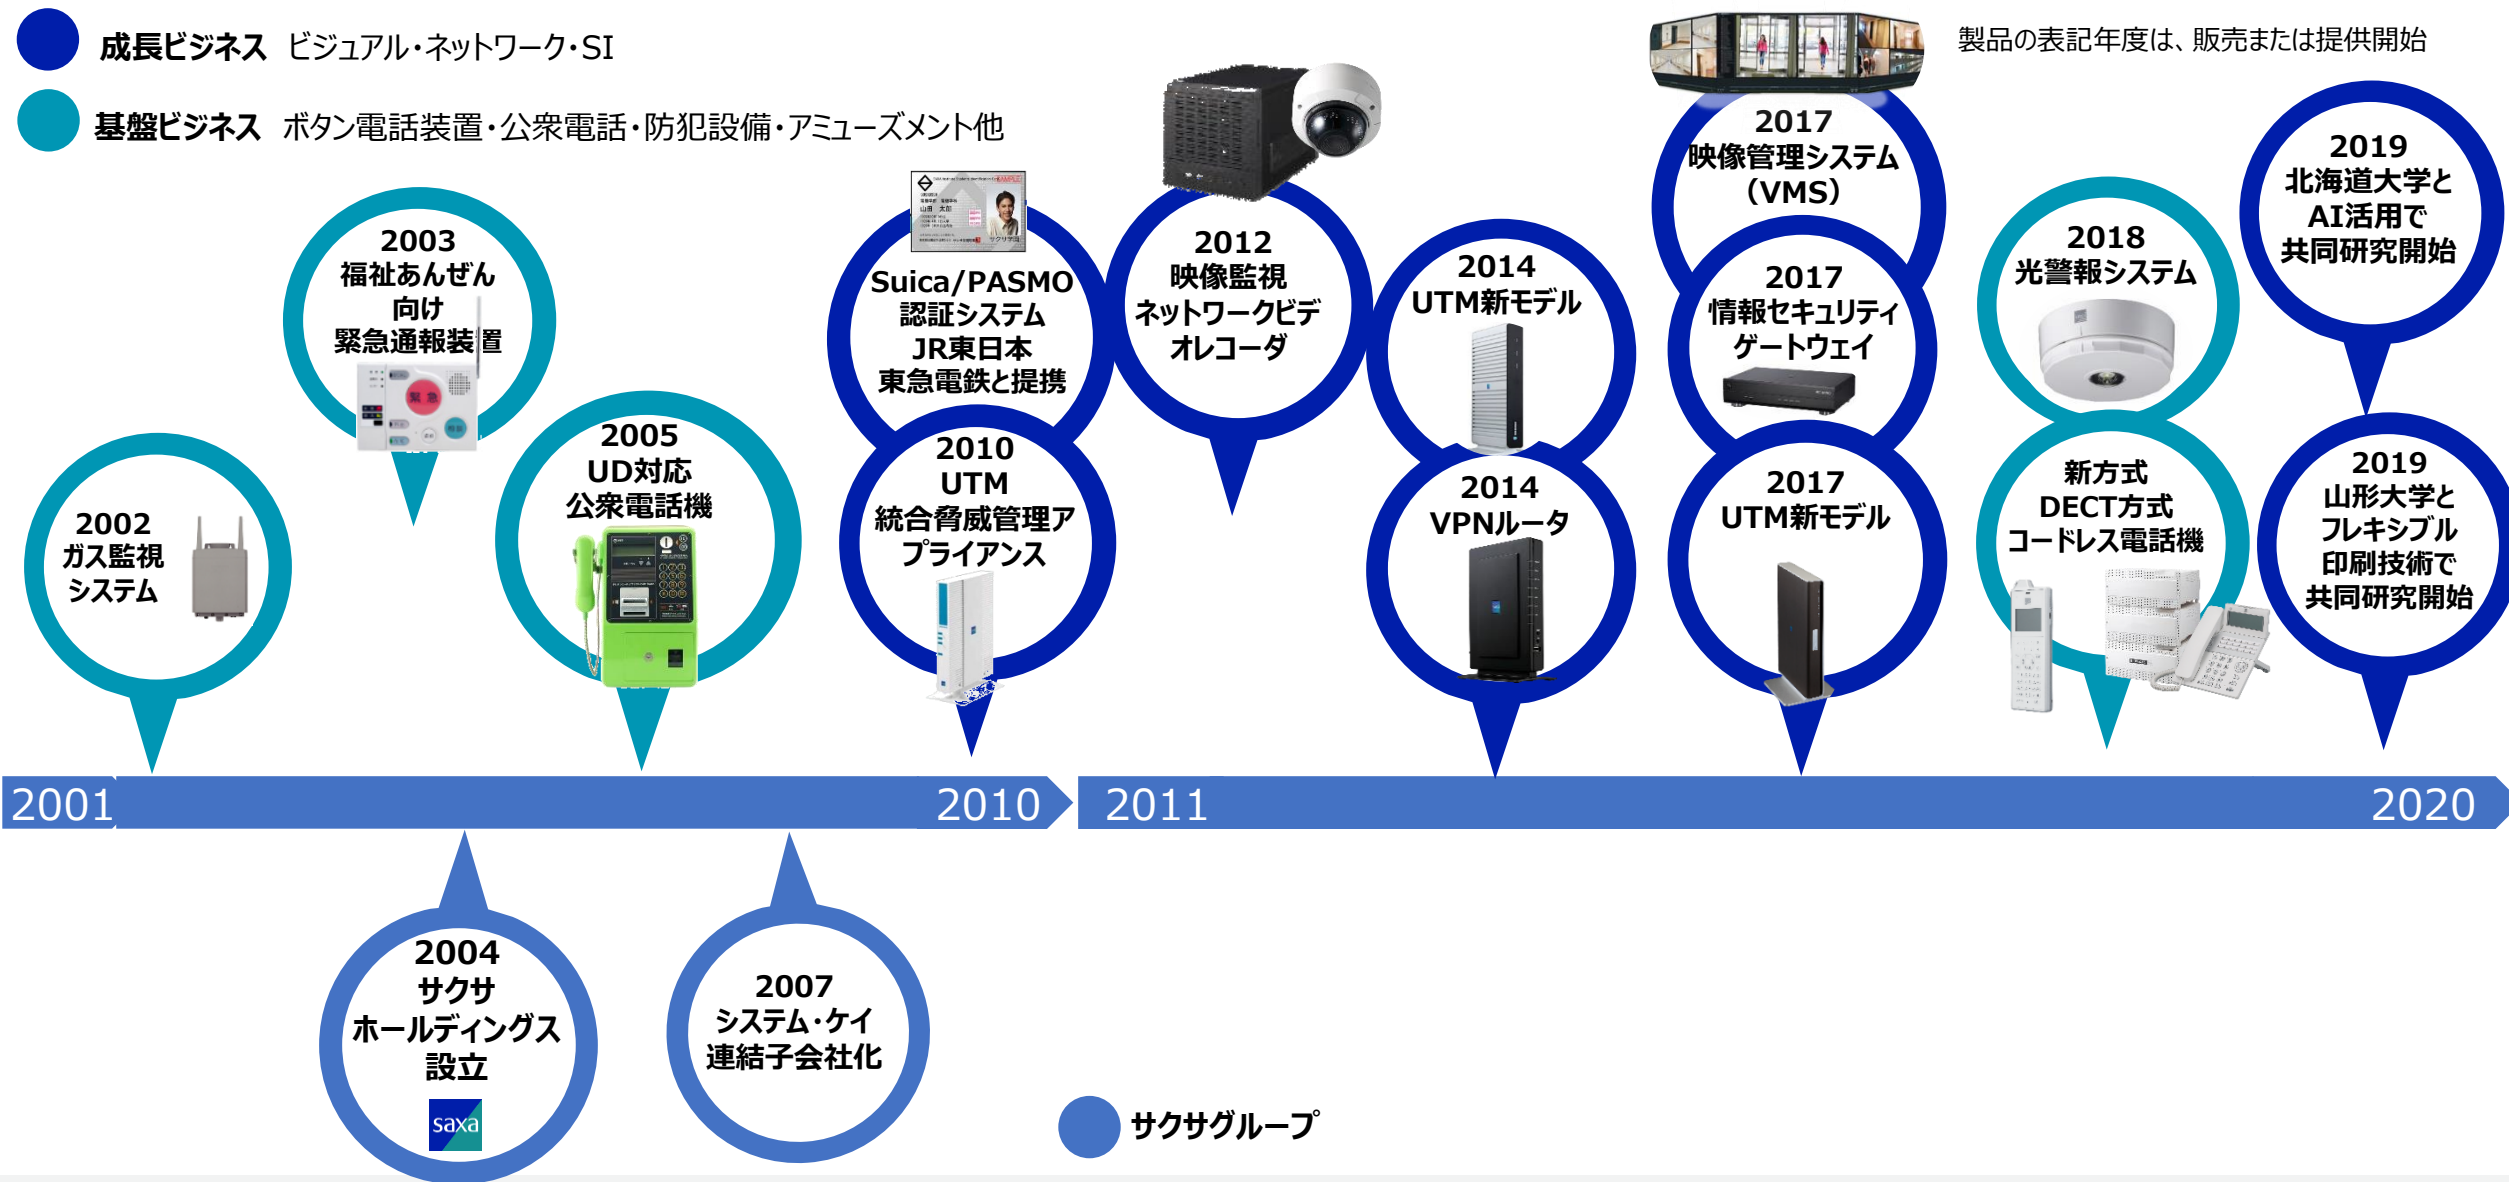 成長ビジネス ビジュアル・ネットワーク・SI
基盤ビジネス ボタン電話装置・公衆電話・防犯設備・アミューズメント他
製品の表記年度は、販売または提供開始
2002
ガス監視
システム
2003
福祉あんぜん
向け
緊急通報装置
緊急
2005
UD対応
公衆電話機
山田 太郎
サクサ学園
Suica/PASMO
認証システム
JR東日本
東急電鉄と提携
2010
UTM
統合脅威管理ア
プライアンス
2012
映像監視
ネットワークビデ
オレコーダ
2014
UTM新モデル
2014
VPNルータ
2017
映像管理システム
（VMS）
2017
情報セキュリティ
ゲートウェイ
2017
UTM新モデル
2018
光警報システム
新方式
DECT方式
コードレス電話機
2019
北海道大学と
AI活用で
共同研究開始
2019
山形大学と
フレキシブル
印刷技術で
共同研究開始
2001
2010
2011
2020
2004
サクサ
ホールディングス
設立
saxa
2007
システム・ケイ
連結子会社化
サクサグループ